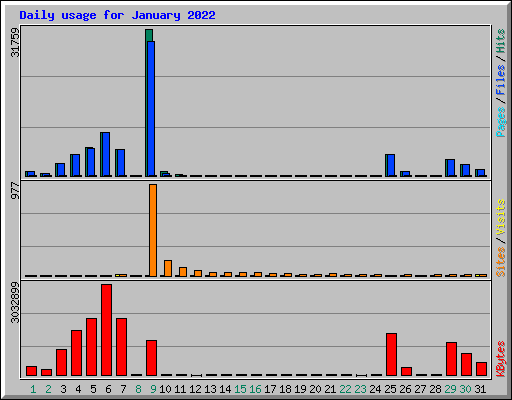 Daily usage for January 2022
31759
Pages / Files / Hits
977
Sites / Visits
3032899
KBytes
1 2 3 4 5 6 7 8 9 10 11 12 13 14 15 16 17 18 19 20 21 22 23 24 25 26 27 28 29 30 31